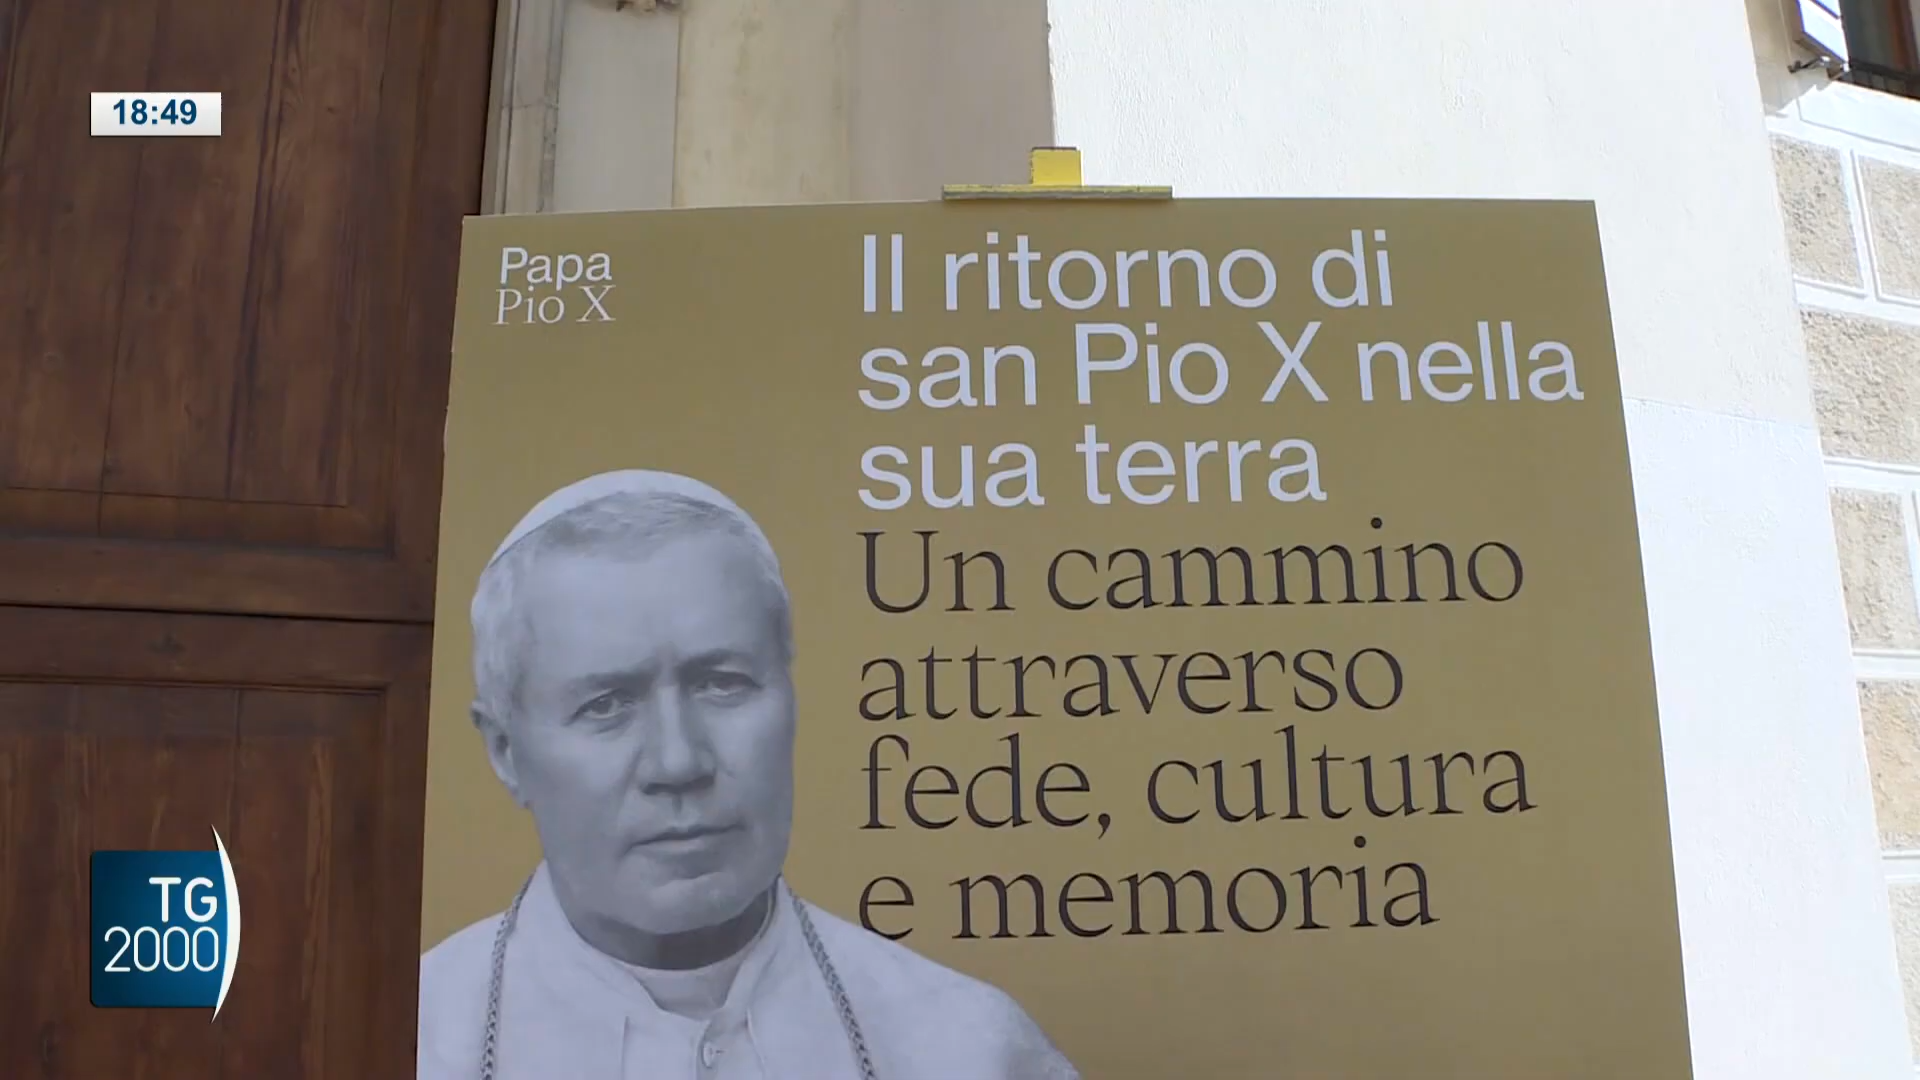 18:49
Papa
Pio X
Il ritorno di
san Pio X nella
sua terra
Un cammino
attraverso
fede, cultura
e memoria
TG
2000